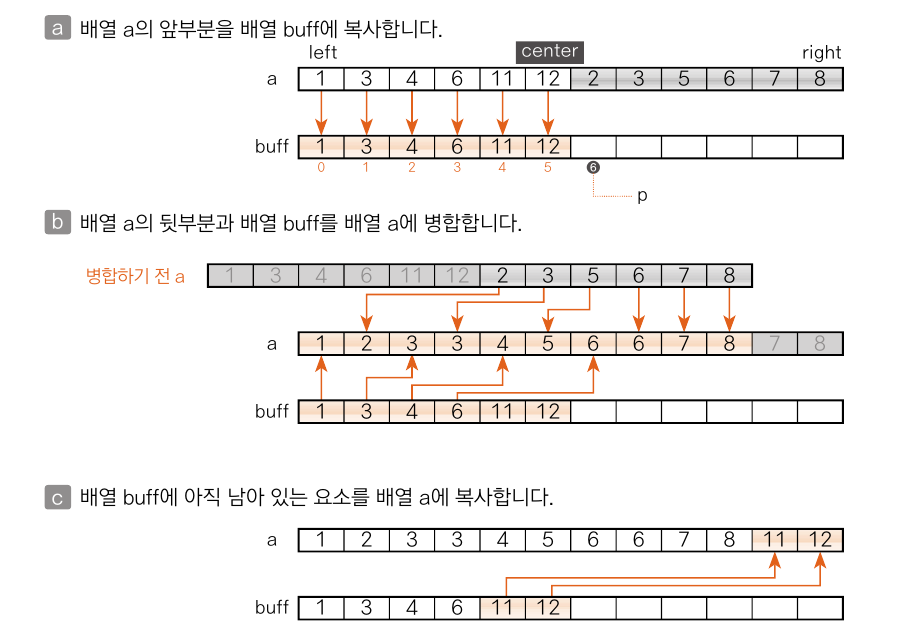 a 배열 a의 앞부분을 배열 buff에 복사합니다.
left center right
a 1 3 4 6 11 12 2 3 5 6 7 8
buff 1 3 4 6 11 12
0 1 2 3 4 5 6
p
b 배열 a의 뒷부분과 배열 buff를 배열 a에 병합합니다.
병합하기 전 a 1 3 4 6 11 12 2 3 5 6 7 8
a 1 2 3 3 4 5 6 6 7 8 7 8
buff 1 3 4 6 11 12
c 배열 buff에 아직 남아 있는 요소를 배열 a에 복사합니다.
a 1 2 3 3 4 5 6 6 7 8 11 12
buff 1 3 4 6 11 12